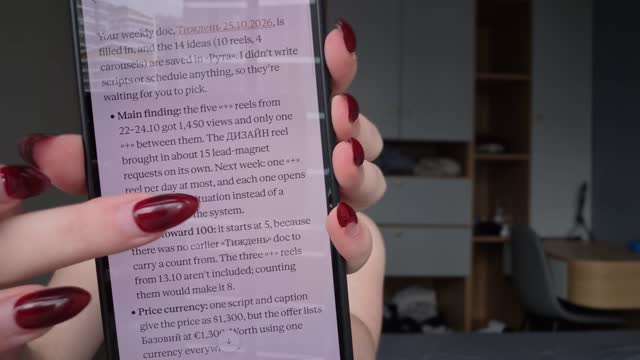 Your weekly doc, Тиждень 25.10.2026, is
filled in, and the 14 ideas (10 reels, 4
carousels) are saved in «Рута». I didn't write
scripts or schedule anything, so they're
waiting for you to pick.
• Main finding: the five «+» reels from
22–24.10 got 1,450 views and only one
«+» between them. The ДИЗАЙН reel
brought in about 15 lead-magnet
requests on its own. Next week: one «+»
reel per day at most, and each one opens
instead of a
the system.
toward 100: it starts at 5, because
there was no earlier «Тиждень» doc to
carry a count from. The three «+» reels
from 13.10 aren't included; counting
them would make it 8.
• Price currency: one script and caption
give the price as $1,300, but the offer lists
Базовий at €1,300. Worth using one
currency